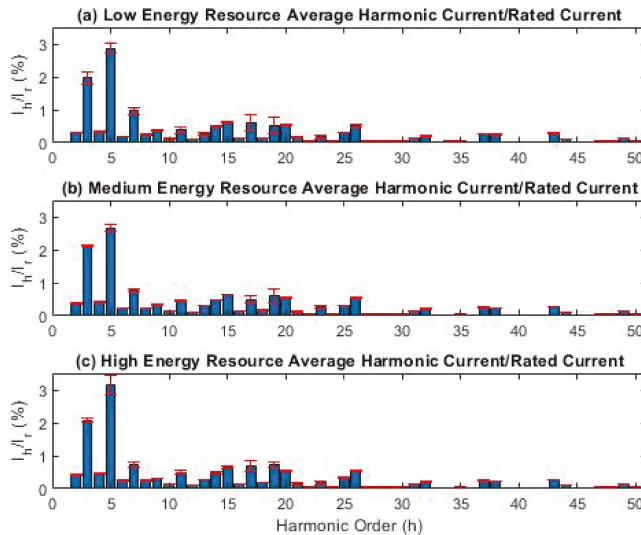 (a) Low Energy Resource Average Harmonic Current/Rated Current
3
2
1
0
I_h/I_r (%)
0 5 10 15 20 25 30 35 40 45 50
(b) Medium Energy Resource Average Harmonic Current/Rated Current
3
2
1
0
I_h/I_r (%)
0 5 10 15 20 25 30 35 40 45 50
(c) High Energy Resource Average Harmonic Current/Rated Current
3
2
1
0
I_h/I_r (%)
0 5 10 15 20 25 30 35 40 45 50
Harmonic Order (h)